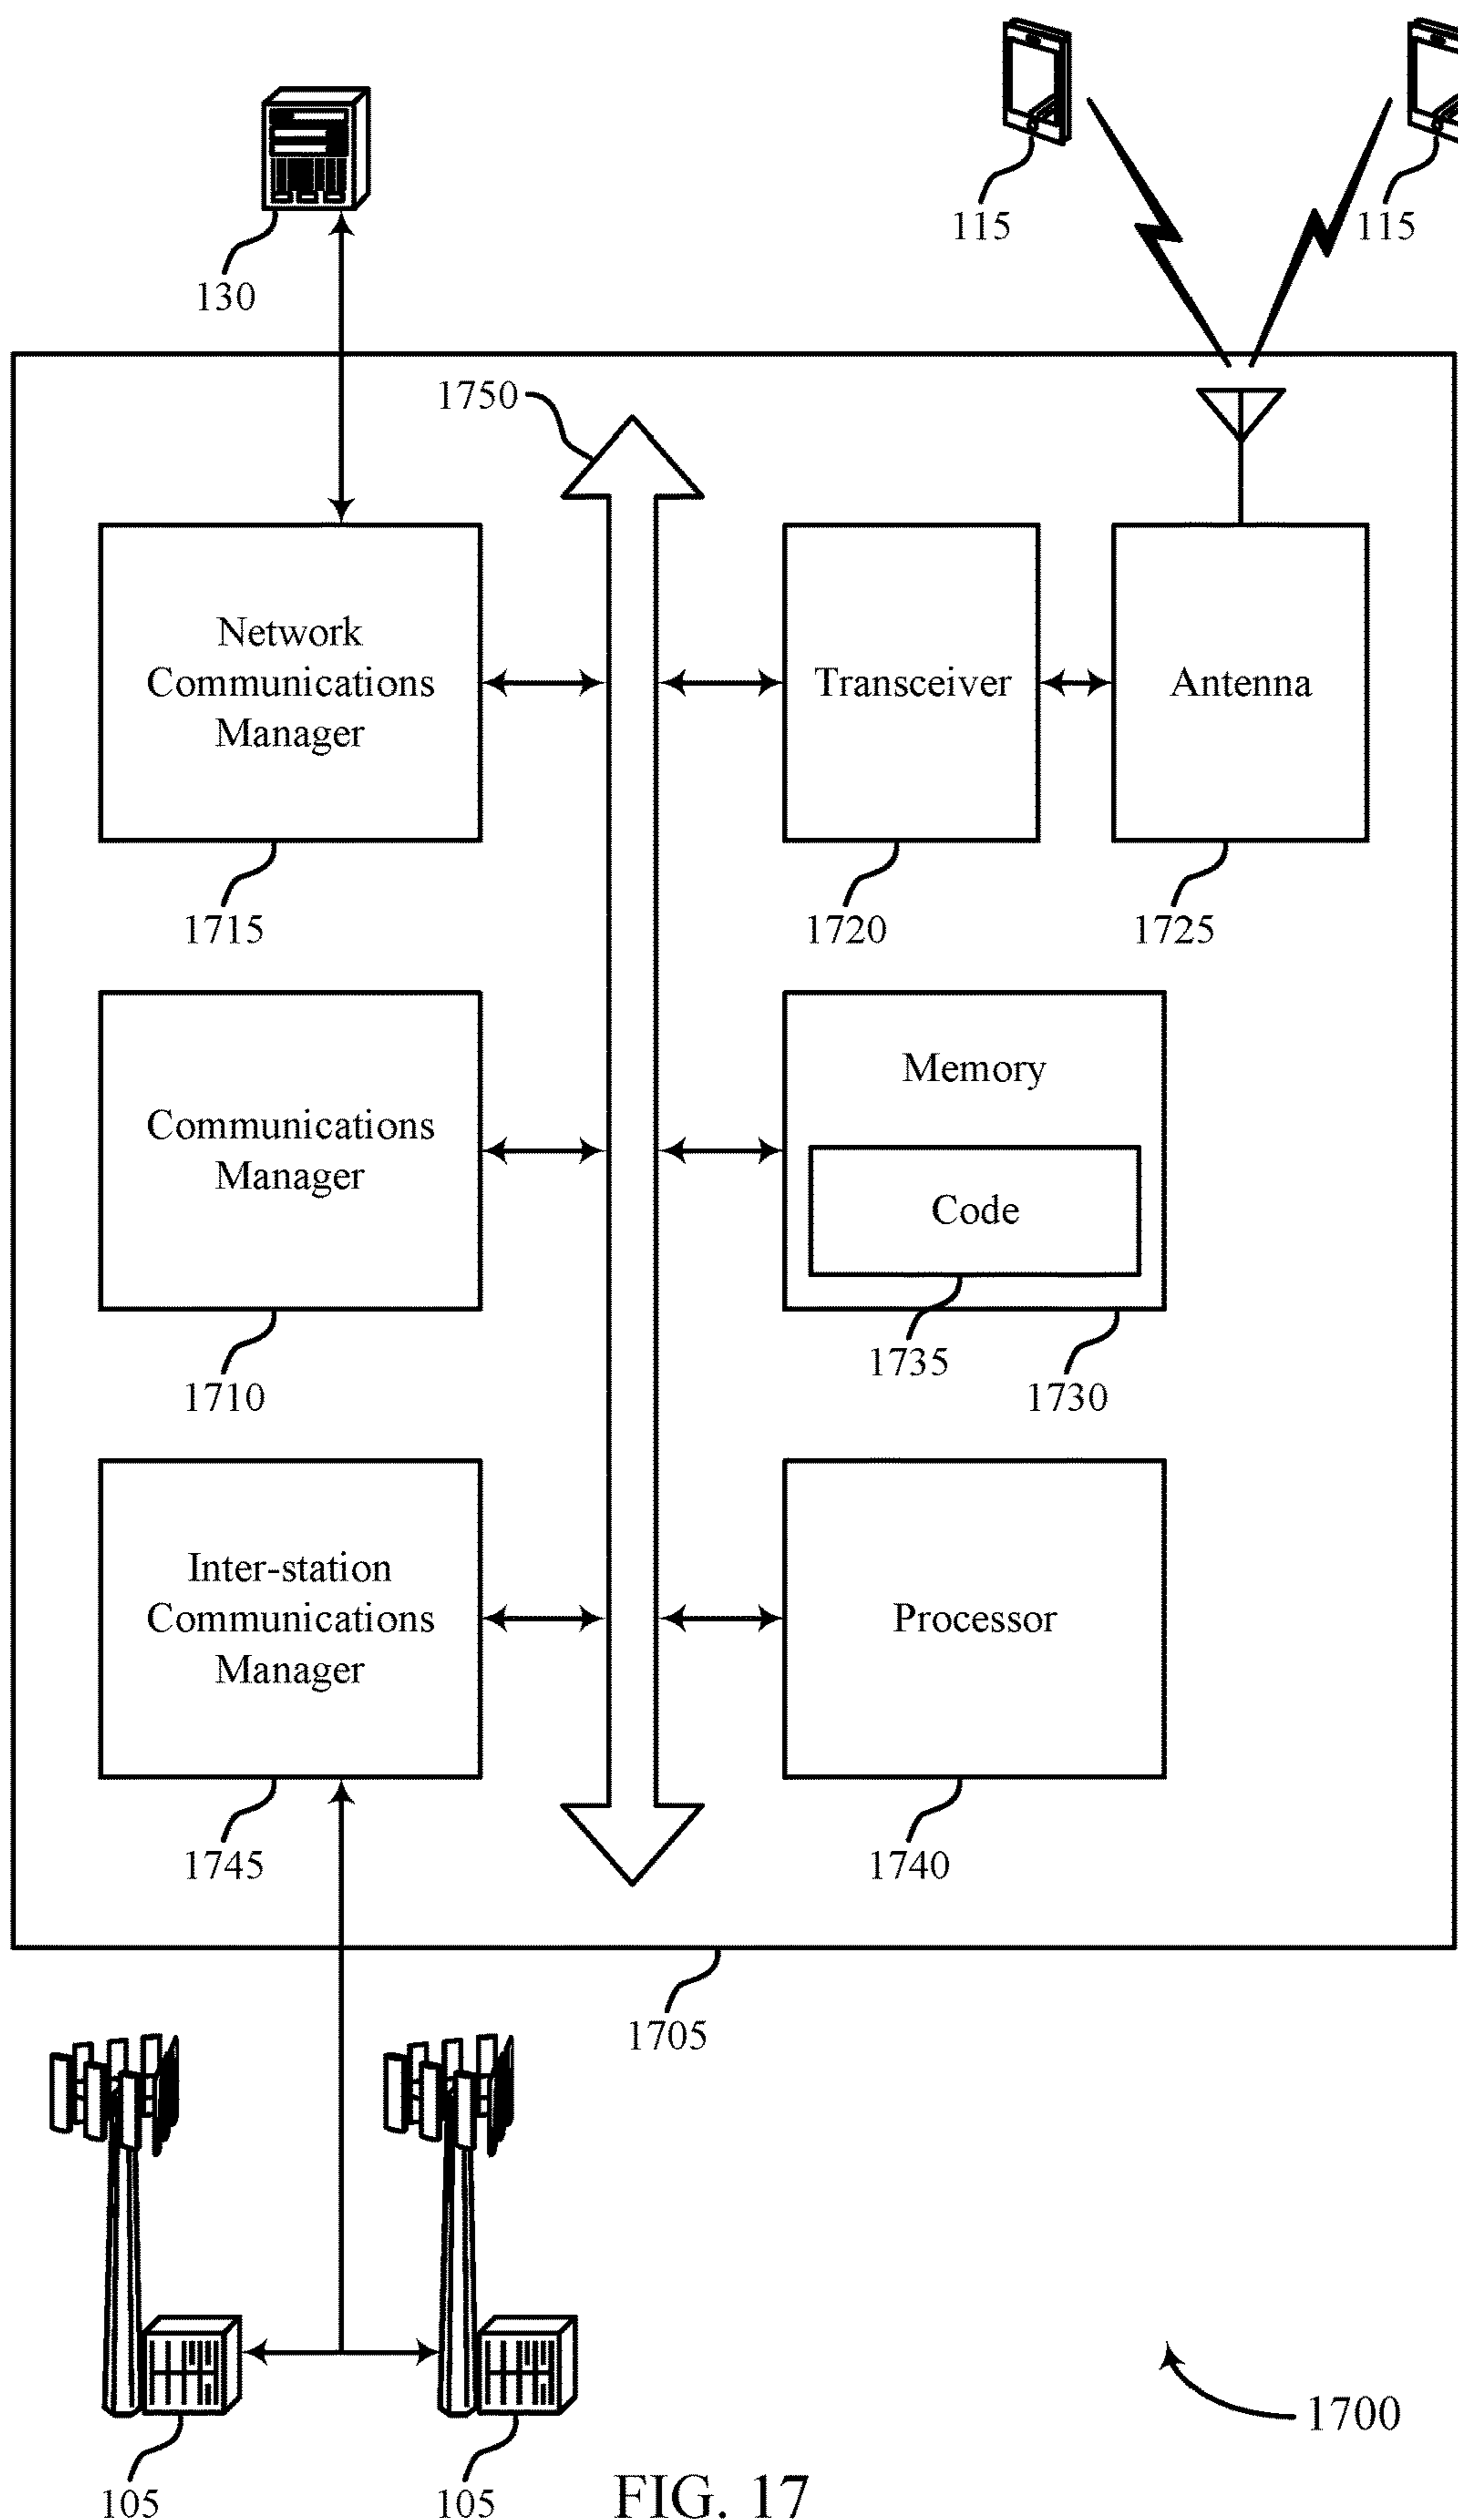 115
115
130
1750
Network
Communications
Manager
Transceiver
Antenna
1715
1720
1725
Communications
Manager
Memory
Code
1735
1710
1730
Inter-station
Communications
Manager
Processor
1745
1740
1705
1700
105
105
FIG. 17